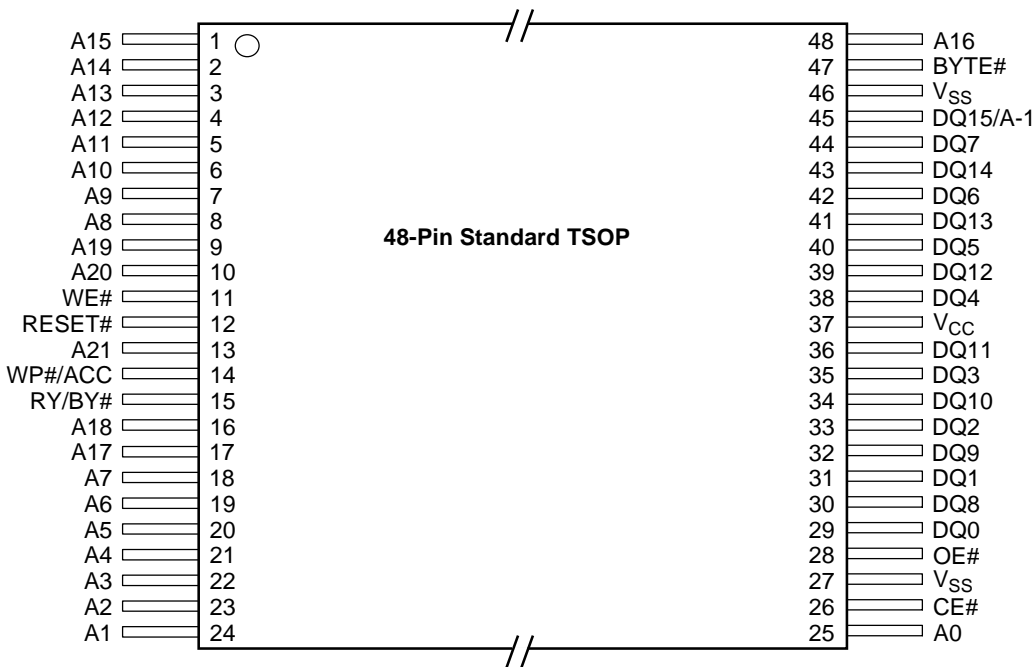 A15 1 48 A16
A14 2 47 BYTE#
A13 3 46 VSS
A12 4 45 DQ15/A-1
A11 5 44 DQ7
A10 6 43 DQ14
A9 7 42 DQ6
A8 8 41 DQ13
48-Pin Standard TSOP
A19 9 40 DQ5
A20 10 39 DQ12
WE# 11 38 DQ4
RESET# 12 37 VCC
A21 13 36 DQ11
WP#/ACC 14 35 DQ3
RY/BY# 15 34 DQ10
A18 16 33 DQ2
A17 17 32 DQ9
A7 18 31 DQ1
A6 19 30 DQ8
A5 20 29 DQ0
A4 21 28 OE#
A3 22 27 VSS
A2 23 26 CE#
A1 24 25 A0